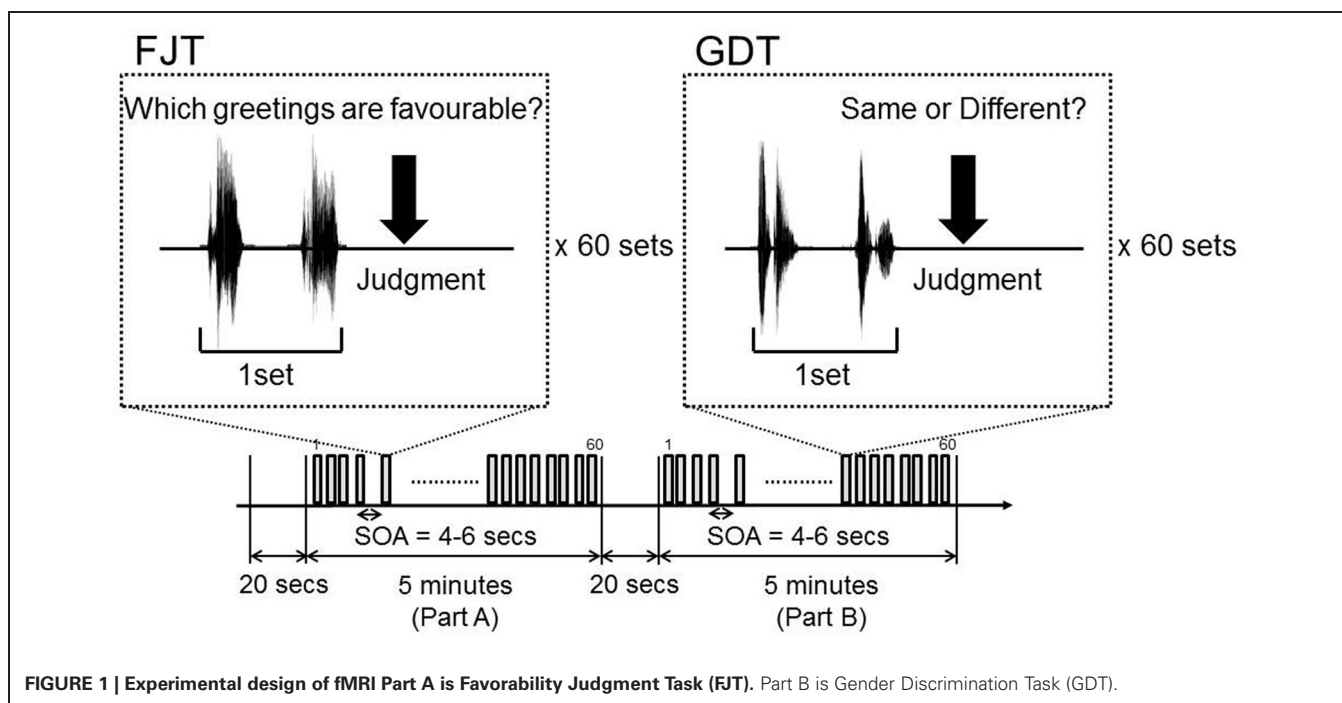 FJT
Which greetings are favourable?
Judgment
1set
x 60 sets
GDT
Same or Different?
Judgment
1set
x 60 sets
1
60
1
60
SOA = 4-6 secs
SOA = 4-6 secs
20 secs
5 minutes
(Part A)
20 secs
5 minutes
(Part B)
FIGURE 1 | Experimental design of fMRI Part A is Favorability Judgment Task (FJT). Part B is Gender Discrimination Task (GDT).